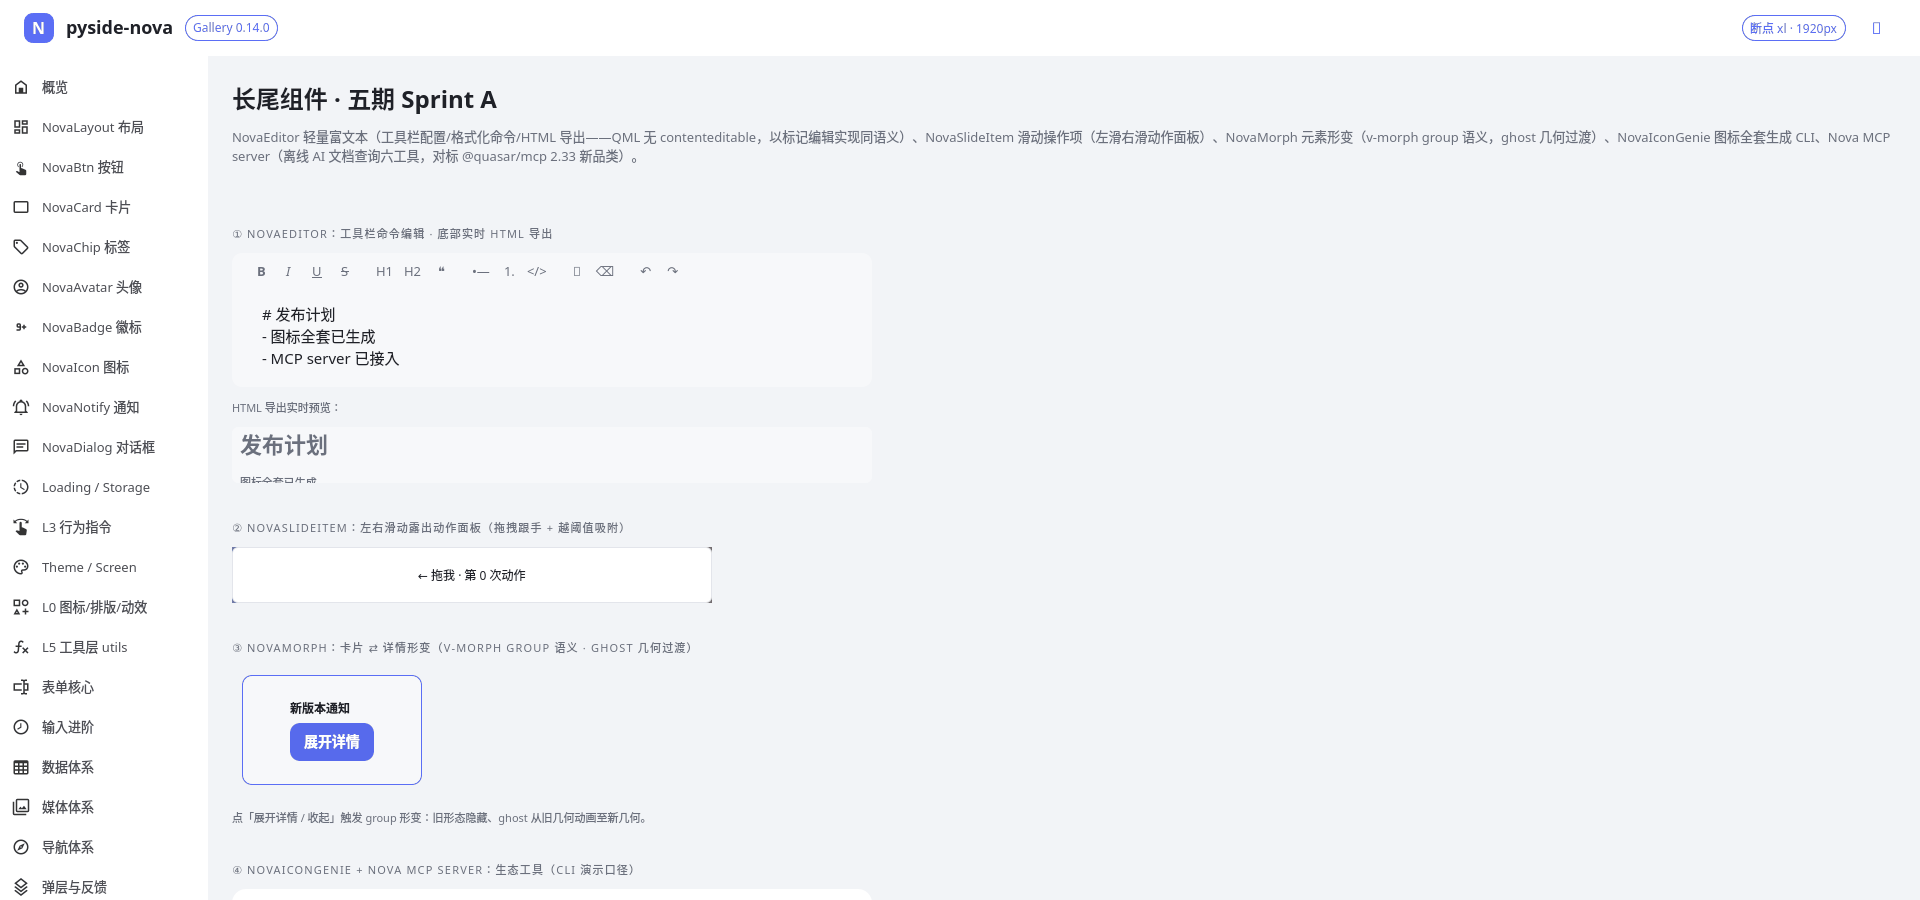 N pyside-nova Gallery 0.14.0
断点 xl · 1920px
概览
NovaLayout 布局
NovaBtn 按钮
NovaCard 卡片
NovaChip 标签
NovaAvatar 头像
9+ NovaBadge 徽标
NovaIcon 图标
NovaNotify 通知
NovaDialog 对话框
Loading / Storage
L3 行为指令
Theme / Screen
L0 图标/排版/动效
L5 工具层 utils
表单核心
输入进阶
数据体系
媒体体系
导航体系
弹层与反馈
长尾组件 · 五期 Sprint A
NovaEditor 轻量富文本（工具栏配置/格式化命令/HTML 导出——QML 无 contenteditable，以标记编辑实现同语义）、NovaSlideItem 滑动操作项（左滑右滑动作面板）、NovaMorph 元素形变（v-morph group 语义，ghost 几何过渡）、NovaIconGenie 图标全套生成 CLI、Nova MCP
server（离线 AI 文档查询六工具，对标 @quasar/mcp 2.33 新品类）。
① NOVAEDITOR：工具栏命令编辑 · 底部实时 HTML 导出
B I U S H1 H2 ❝ •— 1. </> ⌫ ↶ ↷
# 发布计划
- 图标全套已生成
- MCP server 已接入
HTML 导出实时预览：
发布计划
图标全套已生成
② NOVASLIDEITEM：左右滑动露出动作面板（拖拽跟手 + 越阈值吸附）
← 拖我 · 第 0 次动作
③ NOVAMORPH：卡片 ⇄ 详情形变（V-MORPH GROUP 语义 · GHOST 几何过渡）
新版本通知
展开详情
点「展开详情 / 收起」触发 group 形变：旧形态隐藏、ghost 从旧几何动画至新几何。
④ NOVAICONGENIE + NOVA MCP SERVER：生态工具（CLI 演示口径）